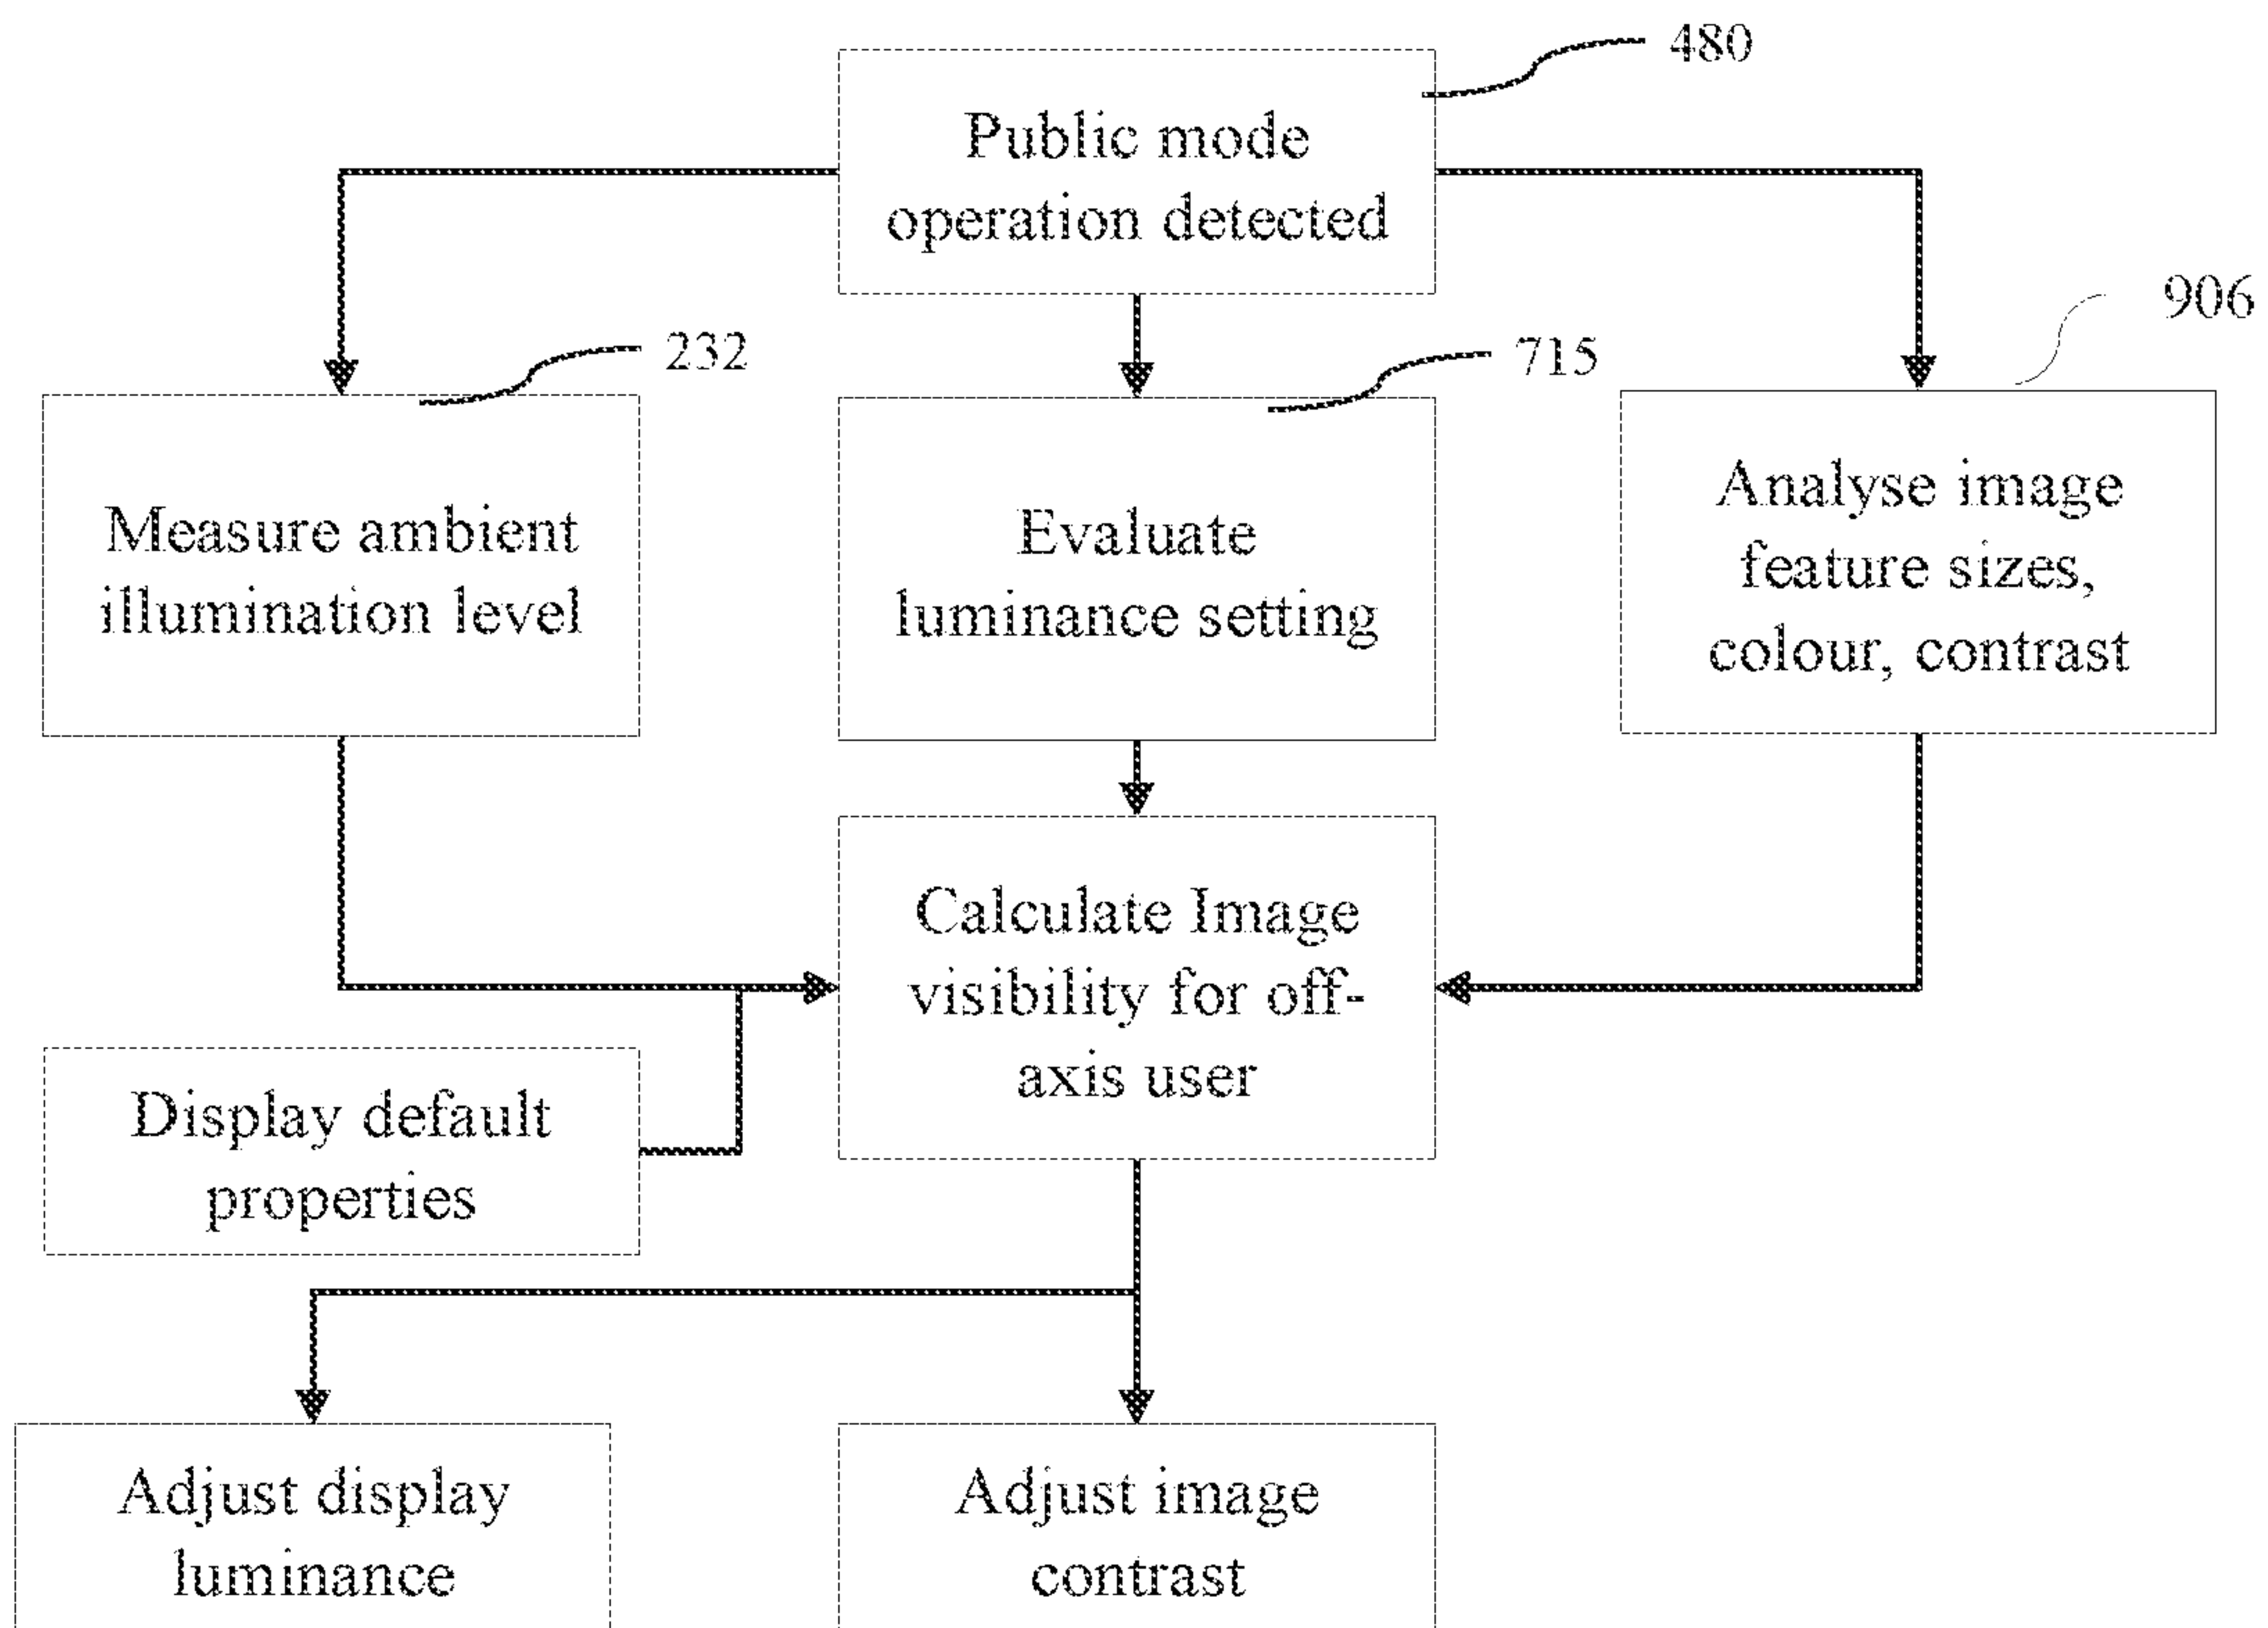 480
Public mode
operation detected
906
232
715
Measure ambient
illumination level
Evaluate
luminance setting
Analyse image
feature sizes,
colour, contrast
Calculate Image
visibility for off-
axis user
Display default
properties
Adjust display
luminance
Adjust image
contrast